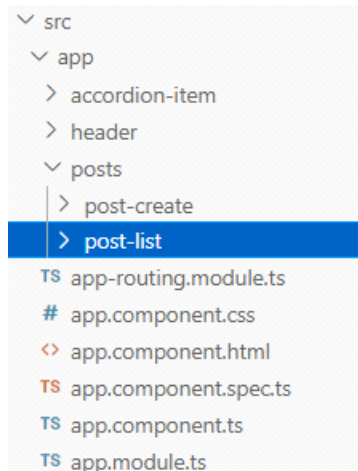 src
app
accordion-item
header
posts
post-create
post-list
TS app-routing.module.ts
# app.component.css
<> app.component.html
TS app.component.spec.ts
TS app.component.ts
TS app.module.ts